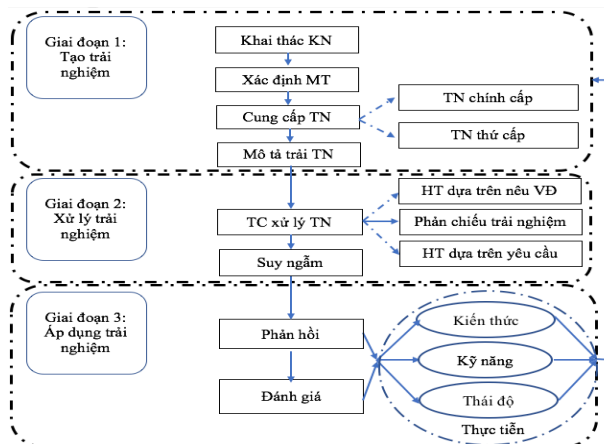 Giai đoạn 1:
Tạo trải
nghiệm
Khai thác KN
Xác định MT
Cung cấp TN
Mô tả trải TN
TN chính cấp
TN thứ cấp
Giai đoạn 2:
Xử lý trải
nghiệm
TC xử lý TN
Suy ngẫm
HT dựa trên nêu VĐ
Phản chiếu trải nghiệm
HT dựa trên yêu cầu
Giai đoạn 3:
Áp dụng trải
nghiệm
Phản hồi
Đánh giá
Kiến thức
Kỹ năng
Thái độ
Thực tiễn